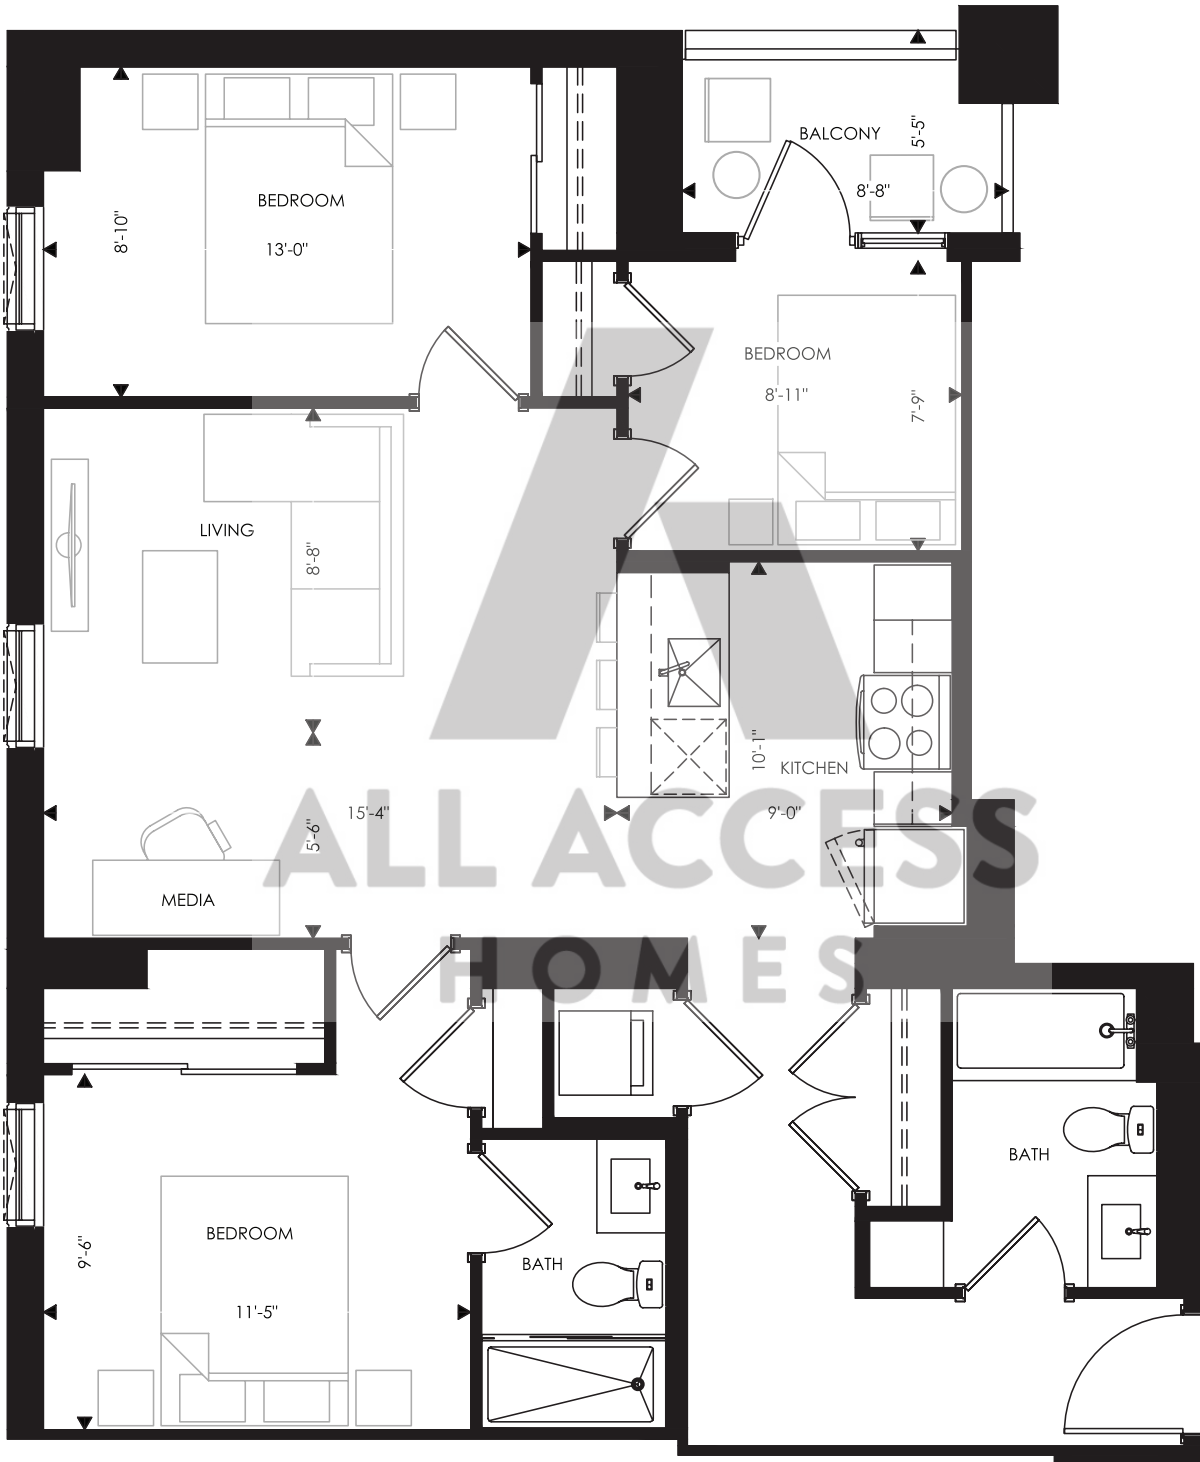 BALCONY
5'-5"
8'-8"
BEDROOM
8'-10"
13'-0"
BEDROOM
8'-11"
7'-9"
LIVING
8'-8"
10'-1"
KITCHEN
15'-4"
9'-0"
5'-6"
ALL ACCESS
MEDIA
HOMES
BATH
BEDROOM
9'-6"
BATH
11'-5"